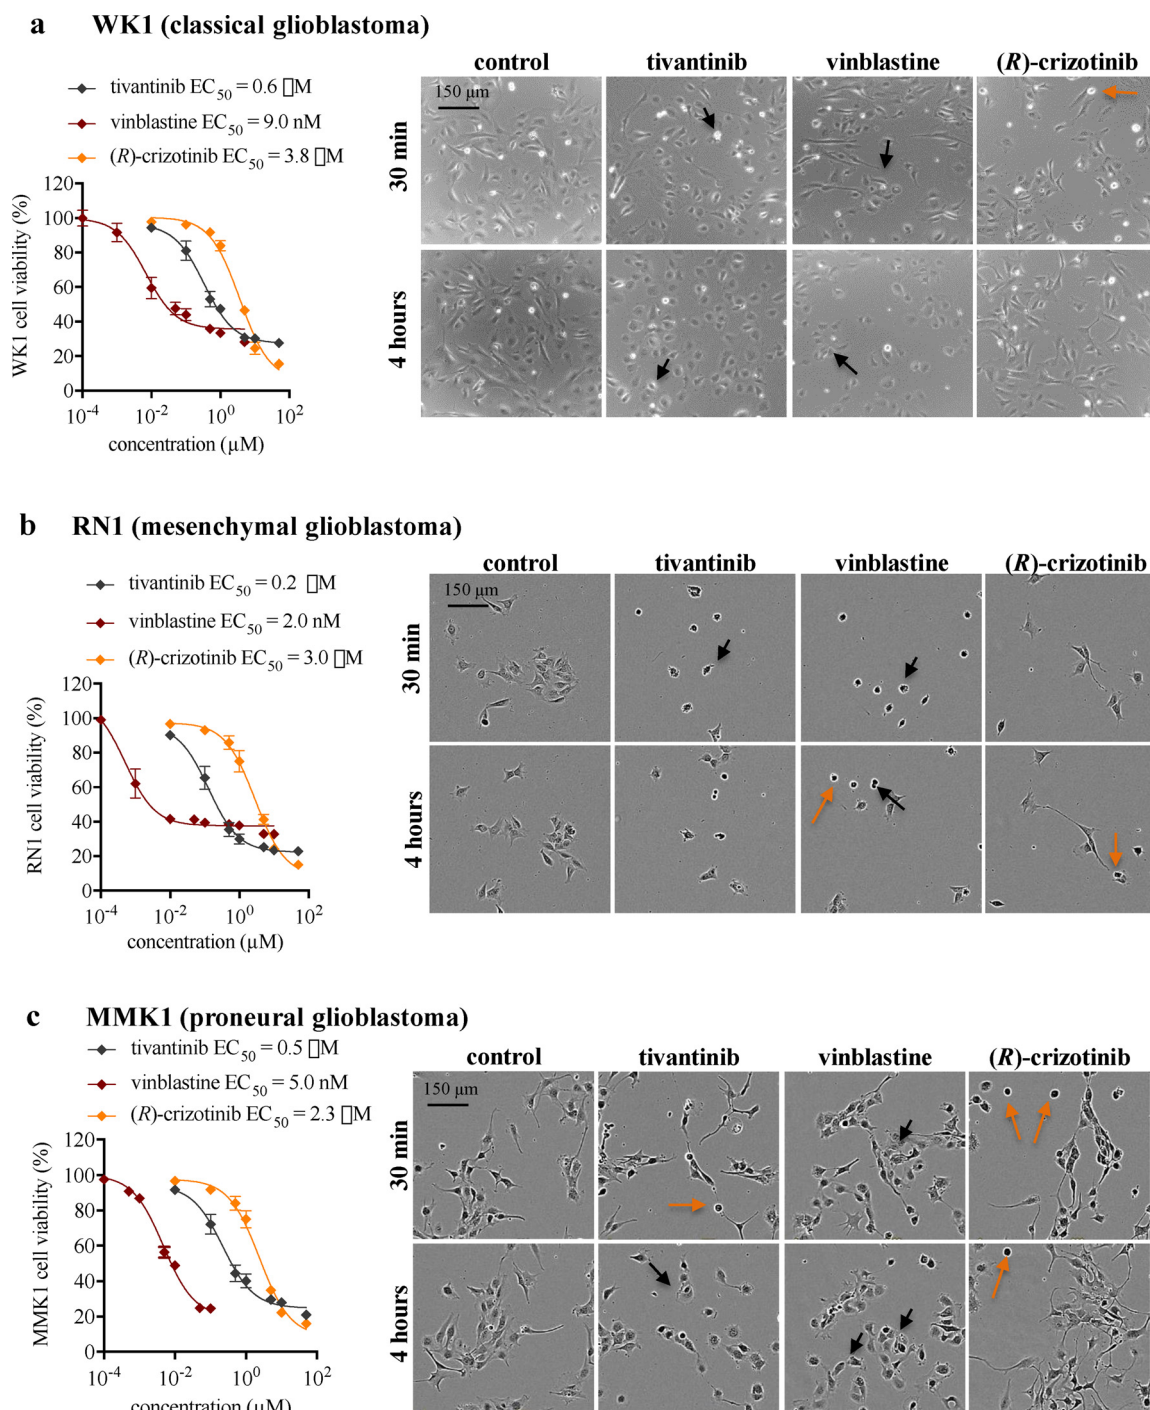 a WK1 (classical glioblastoma)
tivantinib EC50 = 0.6 □M
vinblastine EC50 = 9.0 nM
(R)-crizotinib EC50 = 3.8 □M
WK1 cell viability (%)
120
100
80
60
40
20
0
10-4 10-2 100 102
concentration (µM)
control tivantinib vinblastine (R)-crizotinib
150 µm
30 min
4 hours
b RN1 (mesenchymal glioblastoma)
tivantinib EC50 = 0.2 □M
vinblastine EC50 = 2.0 nM
(R)-crizotinib EC50 = 3.0 □M
RN1 cell viability (%)
120
100
80
60
40
20
0
10-4 10-2 100 102
concentration (µM)
control tivantinib vinblastine (R)-crizotinib
150 µm
30 min
4 hours
c MMK1 (proneural glioblastoma)
tivantinib EC50 = 0.5 □M
vinblastine EC50 = 5.0 nM
(R)-crizotinib EC50 = 2.3 □M
MMK1 cell viability (%)
120
100
80
60
40
20
0
10-4 10-2 100 102
concentration (µM)
control tivantinib vinblastine (R)-crizotinib
150 µm
30 min
4 hours